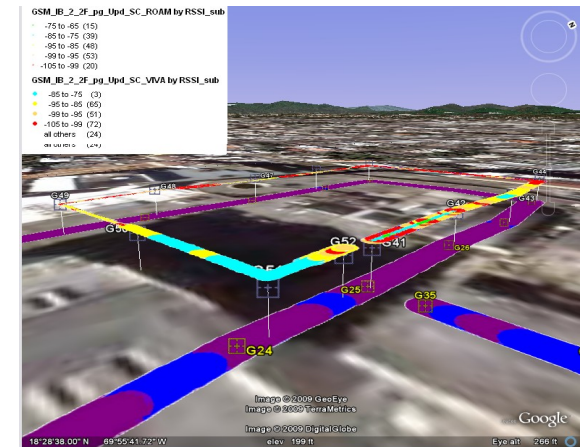 GSM_IB_2_2F_pg_Upd_SC_ROAM by RSSI_sub
-75 to -65 (15)
-85 to -75 (39)
-95 to -85 (48)
-99 to -95 (53)
-105 to -99 (20)
GSM_IB_2_2F_pg_Upd_SC_VIVA by RSSI_sub
-85 to -75 (3)
-95 to -85 (65)
-99 to -95 (51)
-105 to -99 (72)
all others (24)
all others (24)
G47
G44
G48
G49
G43
G42
G50
G52
G41
G26
G25
G35
G24
Image © 2009 GeoEye
Image © 2009 TerraMetrics
Image © 2009 DigitalGlobe
Google
18°28'38.00" N 69°55'41.72" W elev 199 ft Eye alt 266 ft